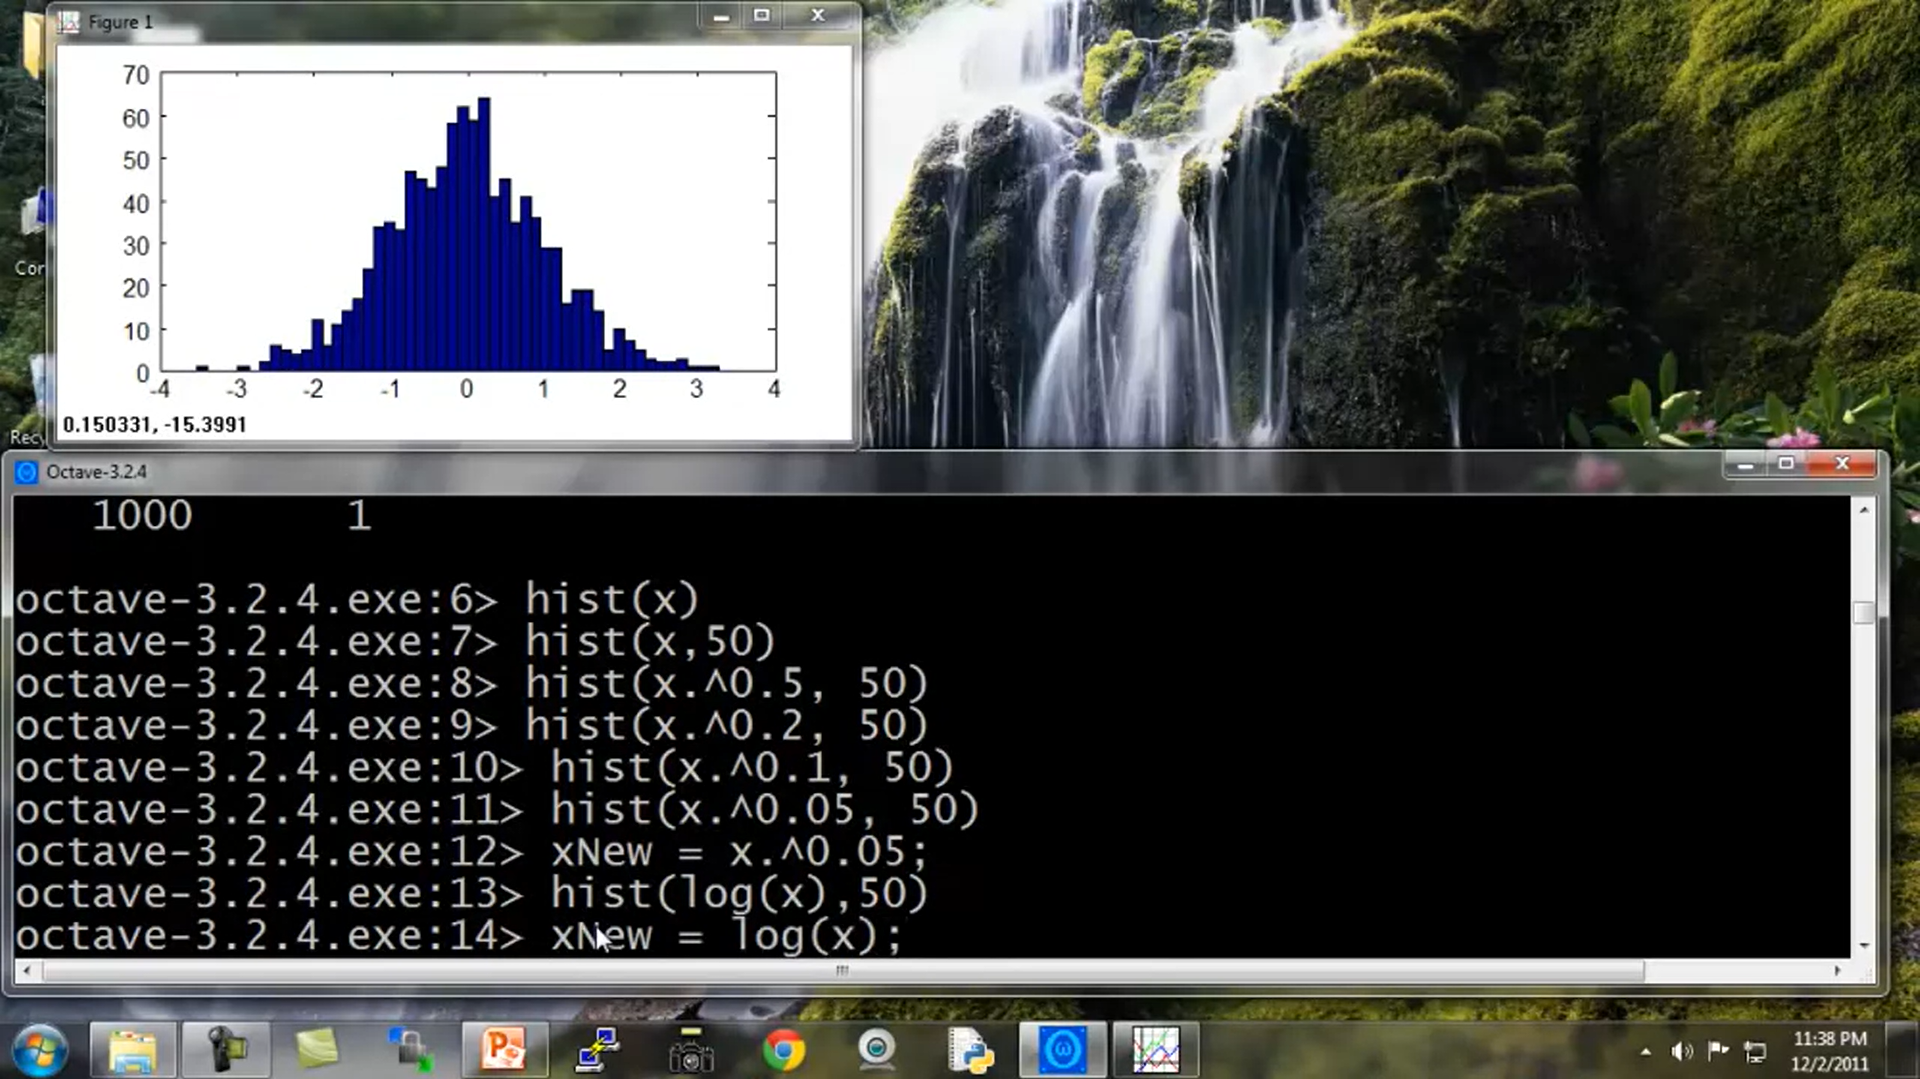 Figure 1
70
60
50
40
30
20
10
0
-4 -3 -2 -1 0 1 2 3 4
0.150331, -15.3991
Cor
Recy
Octave-3.2.4
1000 1
octave-3.2.4.exe:6> hist(x)
octave-3.2.4.exe:7> hist(x,50)
octave-3.2.4.exe:8> hist(x.^0.5, 50)
octave-3.2.4.exe:9> hist(x.^0.2, 50)
octave-3.2.4.exe:10> hist(x.^0.1, 50)
octave-3.2.4.exe:11> hist(x.^0.05, 50)
octave-3.2.4.exe:12> xNew = x.^0.05;
octave-3.2.4.exe:13> hist(log(x),50)
octave-3.2.4.exe:14> xNew = log(x);
11:38 PM
12/2/2011